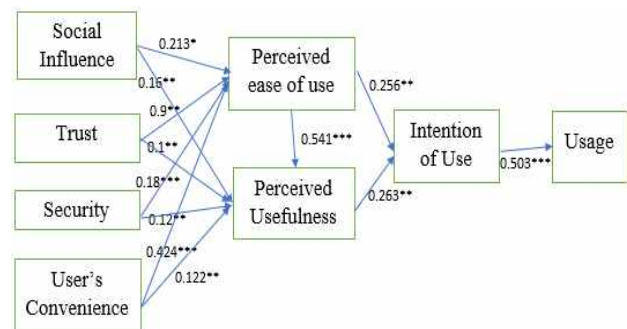 Social
Influence
Trust
Security
User's
Convenience
0.213*
0.16**
0.9**
0.1**
0.18***
0.12**
0.424***
0.122**
Perceived
ease of use
0.541***
Perceived
Usefulness
0.256**
0.263**
Intention
of Use
0.503***
Usage